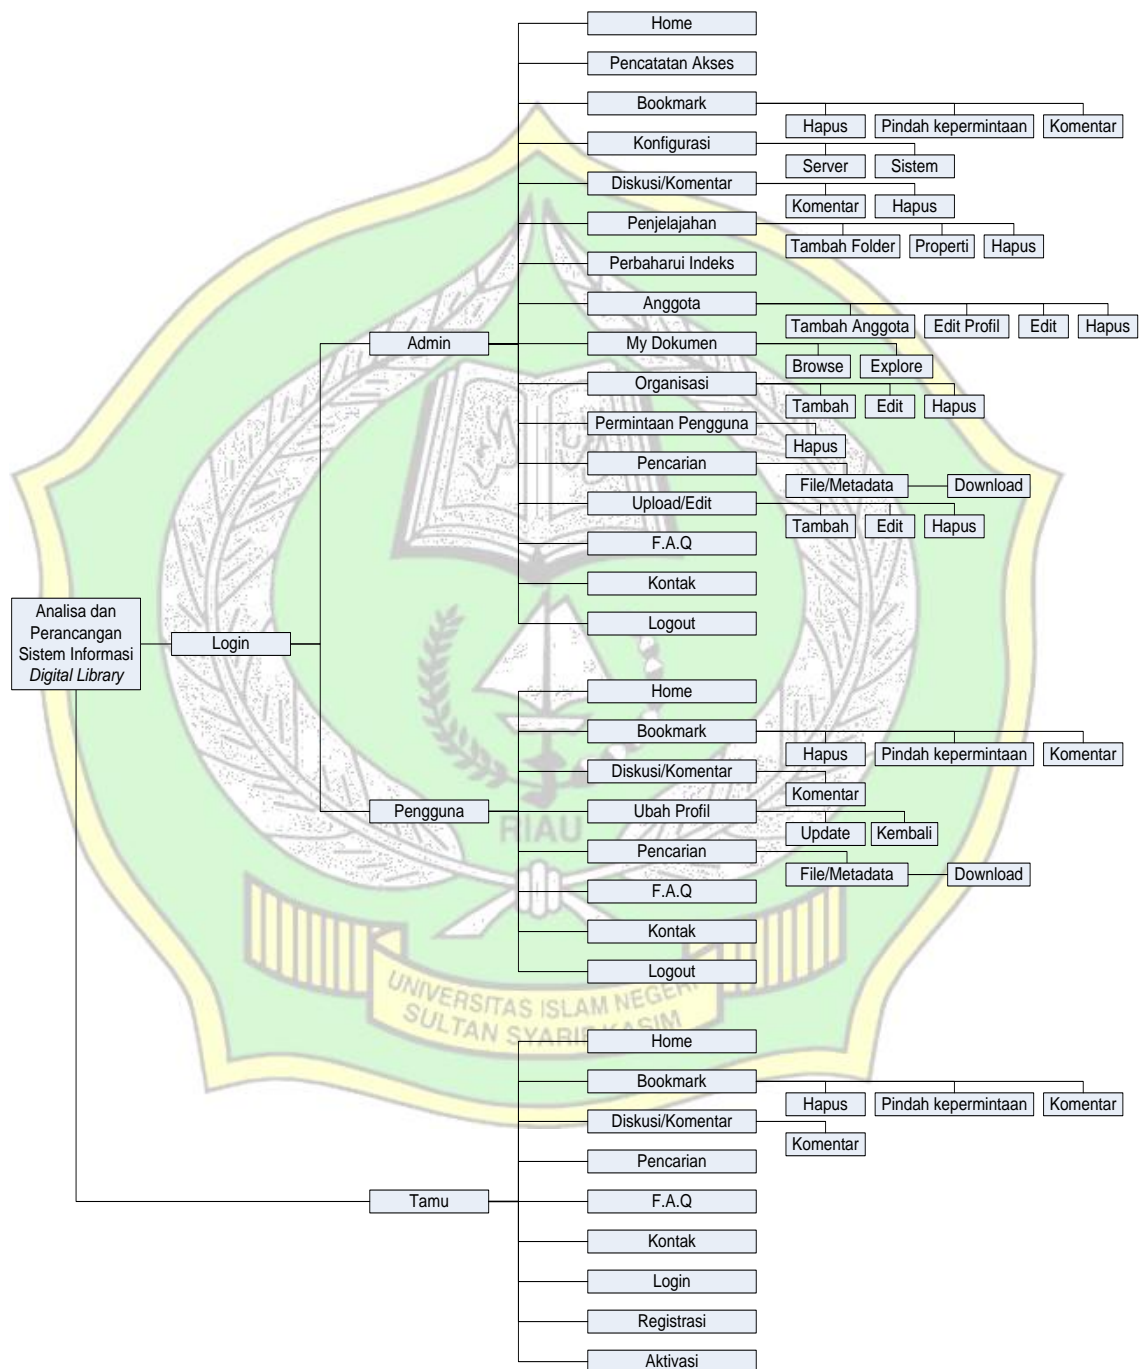 Home
Pencatatan Akses
Bookmark
Hapus
Pindah kepermintaan
Komentar
Konfigurasi
Server
Sistem
Diskusi/Komentar
Komentar
Hapus
Penjelajahan
Tambah Folder
Properti
Hapus
Perbaharui Indeks
Anggota
Tambah Anggota
Edit Profil
Edit
Hapus
Admin
My Dokumen
Browse
Explore
Organisasi
Tambah
Edit
Hapus
Permintaan Pengguna
Hapus
Pencarian
File/Metadata
Download
Upload/Edit
Tambah
Edit
Hapus
F.A.Q
Kontak
Logout
Analisa dan
Perancangan
Sistem Informasi
Digital Library
Login
Home
Bookmark
Hapus
Pindah kepermintaan
Komentar
Diskusi/Komentar
Komentar
Pengguna
Ubah Profil
Update
Kembali
Pencarian
File/Metadata
Download
F.A.Q
Kontak
Logout
RIAU
UNIVERSITAS ISLAM NEGERI
SULTAN SYARIF KASIM
Home
Bookmark
Hapus
Pindah kepermintaan
Komentar
Diskusi/Komentar
Komentar
Pencarian
Tamu
F.A.Q
Kontak
Login
Registrasi
Aktivasi